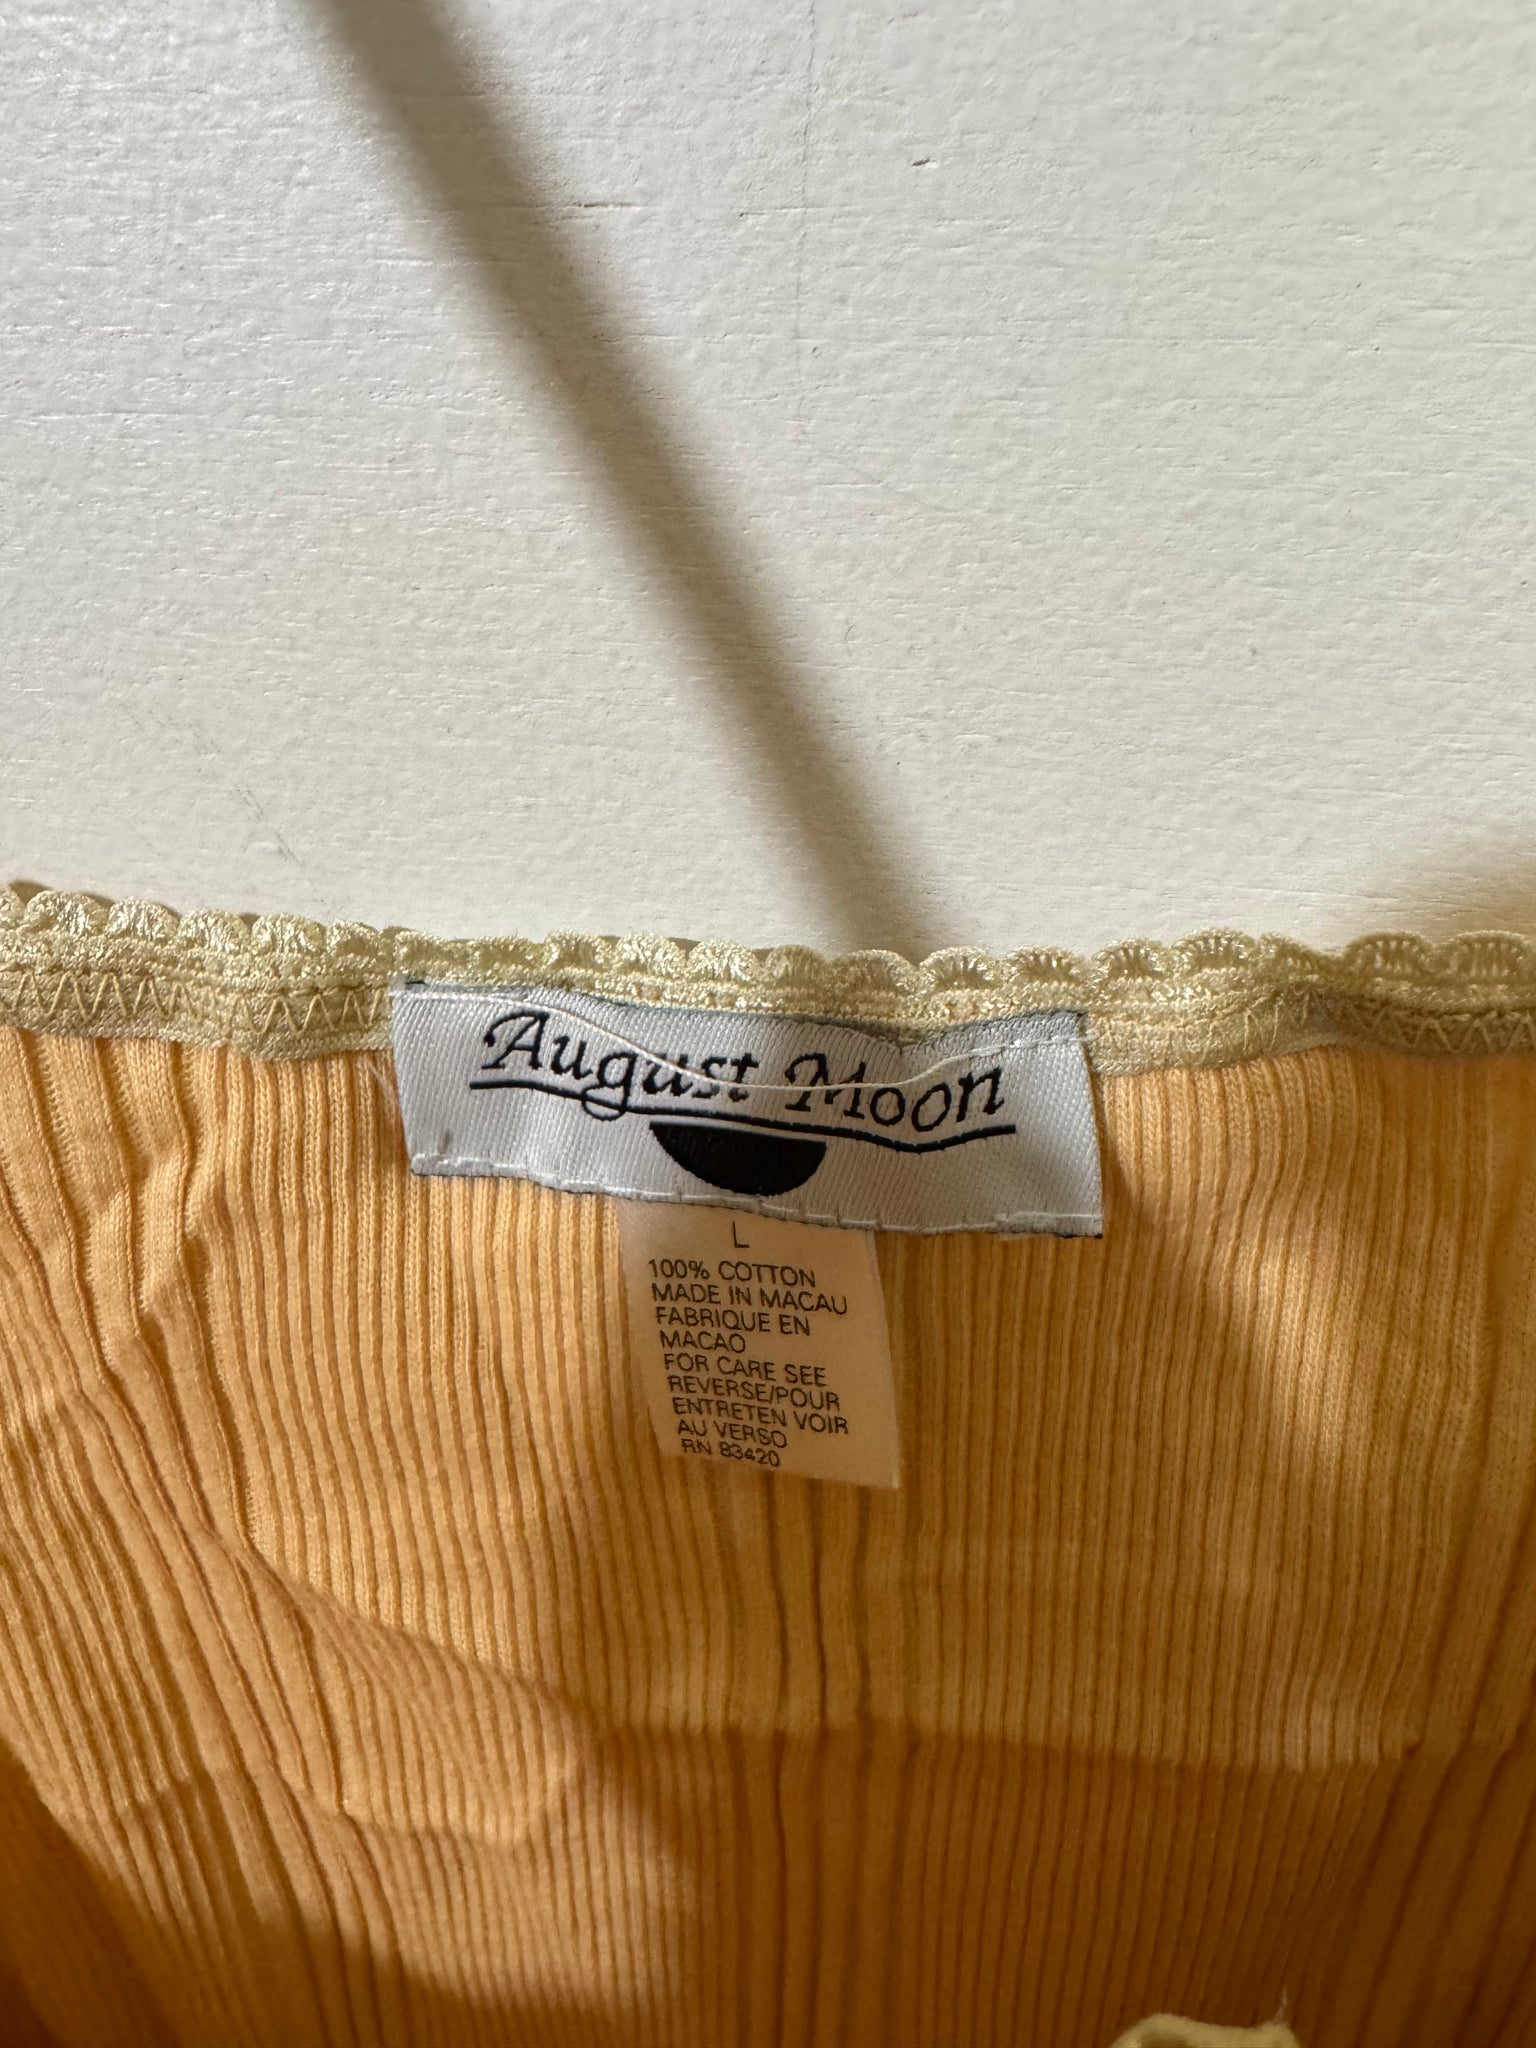 August Moon
L
100% COTTON
MADE IN MACAU
FABRIQUE EN
MACAO
FOR CARE SEE
REVERSE/POUR
ENTRETEN VOIR
AU VERSO
RN 83420